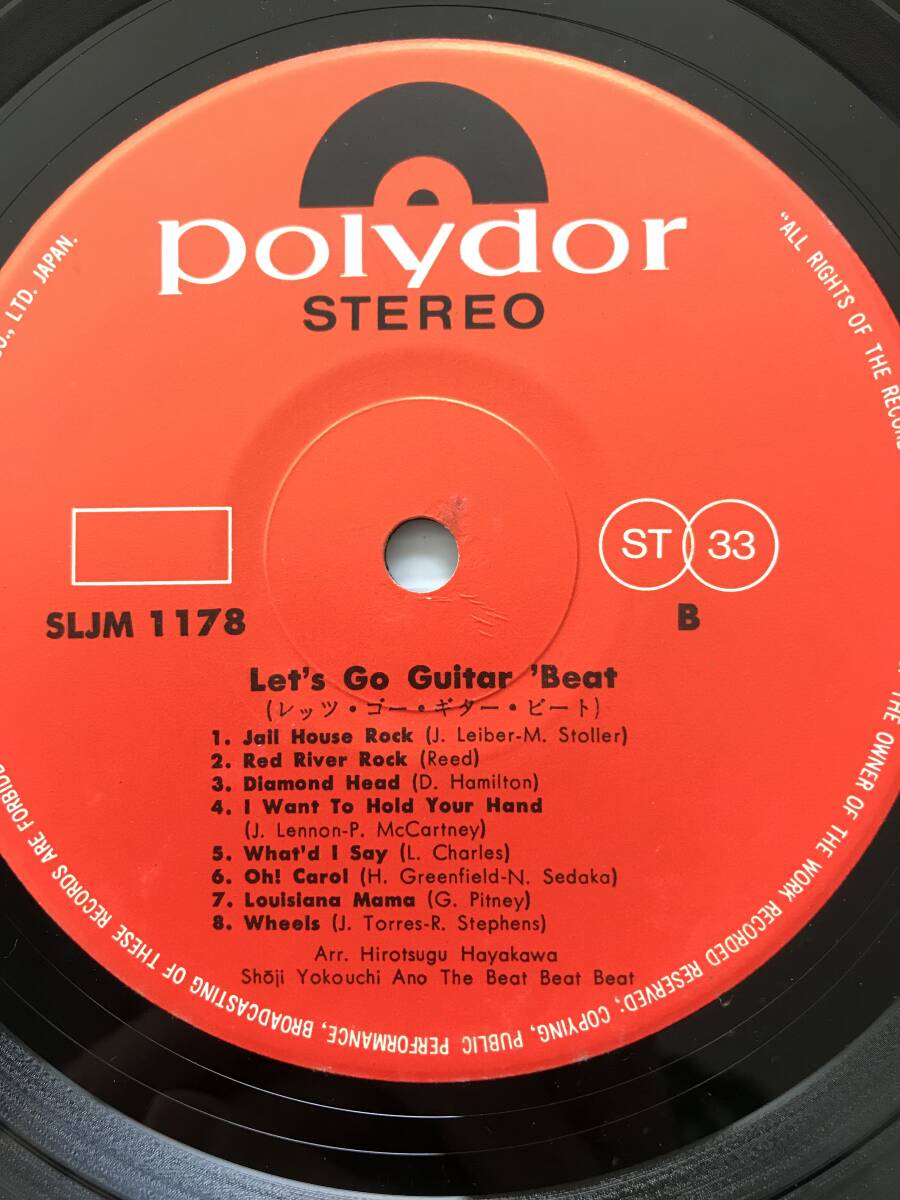 polydor
STEREO
ST 33
SLJM 1178
B
Let's Go Guitar 'Beat
(レッツ・ゴー・ギター・ビート)
1. Jail House Rock (J. Leiber-M. Stoller)
2. Red River Rock (Reed)
3. Diamond Head (D. Hamilton)
4. I Want To Hold Your Hand
(J. Lennon-P. McCartney)
5. What'd I Say (L. Charles)
6. Oh! Carol (H. Greenfield-N. Sedaka)
7. Louisiana Mama (G. Pitney)
8. Wheels (J. Torres-R. Stephens)
Arr. Hirotsugu Hayakawa
Shōji Yokouchi Ano The Beat Beat Beat
"ALL RIGHTS OF THE RECORD
THE OWNER OF THE WORK RECORDED RESERVED; COPYING, PUBLIC PERFORMANCE, BROADCASTING OF THESE RECORDS ARE FORBIDDE
CO., LTD. JAPAN.